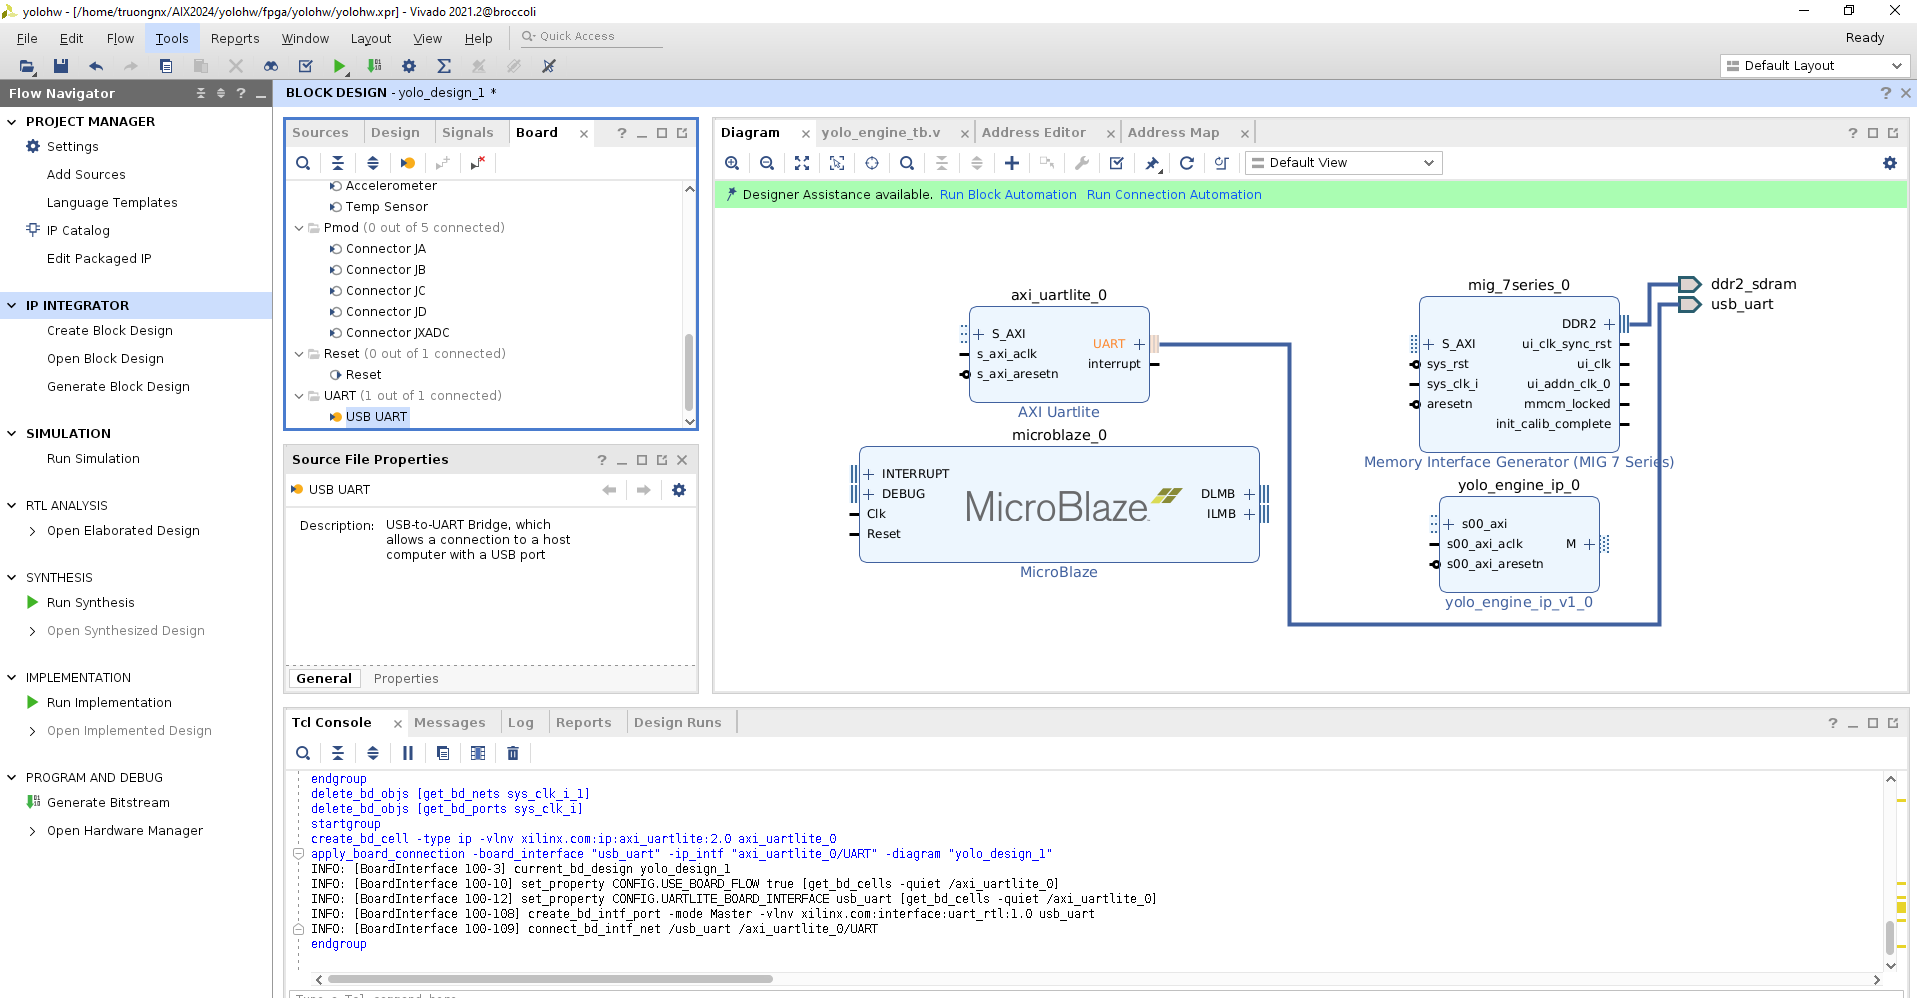 yolohw - [/home/truongnx/AIX2024/yolohw/fpga/yolohw/yolohw.xpr] - Vivado 2021.2@broccoli
File Edit Flow Tools Reports Window Layout View Help Quick Access
Ready
Default Layout
Flow Navigator
PROJECT MANAGER
Settings
Add Sources
Language Templates
IP Catalog
Edit Packaged IP
IP INTEGRATOR
Create Block Design
Open Block Design
Generate Block Design
SIMULATION
Run Simulation
RTL ANALYSIS
Open Elaborated Design
SYNTHESIS
Run Synthesis
Open Synthesized Design
IMPLEMENTATION
Run Implementation
Open Implemented Design
PROGRAM AND DEBUG
Generate Bitstream
Open Hardware Manager
BLOCK DESIGN - yolo_design_1 *
Sources Design Signals Board
Accelerometer
Temp Sensor
Pmod (0 out of 5 connected)
Connector JA
Connector JB
Connector JC
Connector JD
Connector JXADC
Reset (0 out of 1 connected)
Reset
UART (1 out of 1 connected)
USB UART
Source File Properties
USB UART
Description: USB-to-UART Bridge, which
allows a connection to a host
computer with a USB port
General Properties
Diagram yolo_engine_tb.v Address Editor Address Map
Default View
Designer Assistance available. Run Block Automation Run Connection Automation
axi_uartlite_0
S_AXI
s_axi_aclk
s_axi_aresetn
UART
interrupt
AXI Uartlite
microblaze_0
INTERRUPT
DEBUG
Clk
Reset
MicroBlaze
DLMB
ILMB
MicroBlaze
mig_7series_0
S_AXI
sys_rst
sys_clk_i
aresetn
DDR2
ui_clk_sync_rst
ui_clk
ui_addn_clk_0
mmcm_locked
init_calib_complete
Memory Interface Generator (MIG 7 Series)
ddr2_sdram
usb_uart
yolo_engine_ip_0
s00_axi
s00_axi_aclk
s00_axi_aresetn
M
yolo_engine_ip_v1_0
Tcl Console Messages Log Reports Design Runs
endgroup
delete_bd_objs [get_bd_nets sys_clk_i_1]
delete_bd_objs [get_bd_ports sys_clk_i]
startgroup
create_bd_cell -type ip -vlnv xilinx.com:ip:axi_uartlite:2.0 axi_uartlite_0
apply_board_connection -board_interface "usb_uart" -ip_intf "axi_uartlite_0/UART" -diagram "yolo_design_1"
INFO: [BoardInterface 100-3] current_bd_design yolo_design_1
INFO: [BoardInterface 100-10] set_property CONFIG.USE_BOARD_FLOW true [get_bd_cells -quiet /axi_uartlite_0]
INFO: [BoardInterface 100-12] set_property CONFIG.UARTLITE_BOARD_INTERFACE usb_uart [get_bd_cells -quiet /axi_uartlite_0]
INFO: [BoardInterface 100-108] create_bd_intf_port -mode Master -vlnv xilinx.com:interface:uart_rtl:1.0 usb_uart
INFO: [BoardInterface 100-109] connect_bd_intf_net /usb_uart /axi_uartlite_0/UART
endgroup
Type a Tcl command here